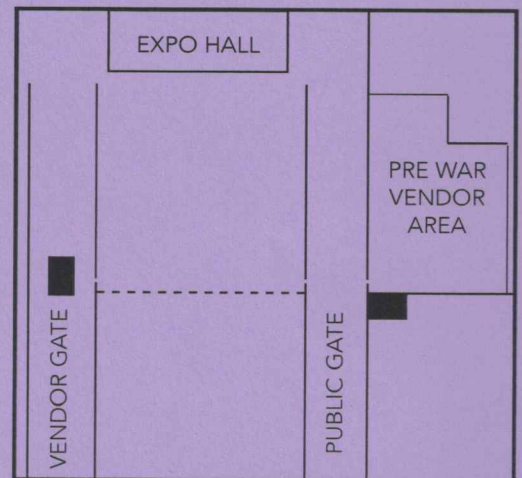 EXPO HALL
PRE WAR
VENDOR
AREA
VENDOR GATE
PUBLIC GATE